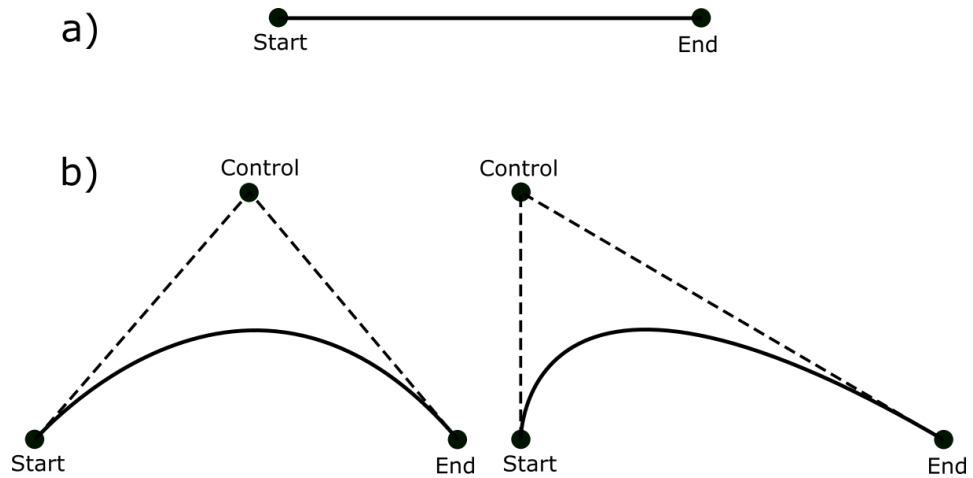 a)
Start
End
b)
Control
Control
Start
End
Start
End